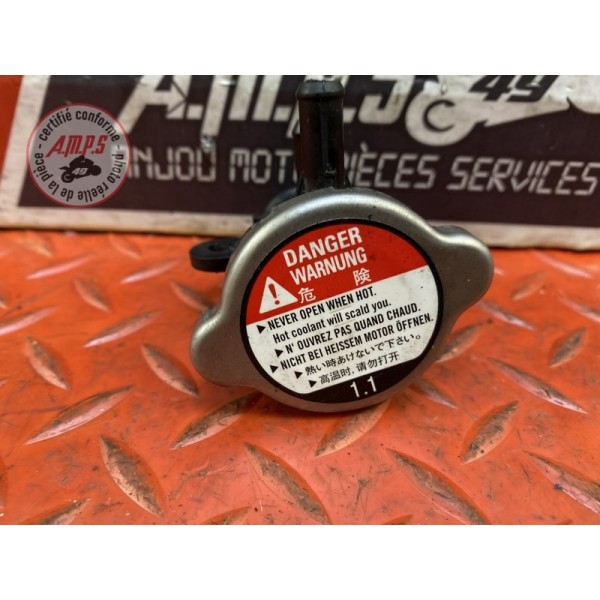 A.M.P.S
49
ANJOU MOTO PIÈCES SERVICES
- certifié conforme -
A.M.P.S
49
photo réelle de la pièce
DANGER
WARNUNG
危 険
▶ NEVER OPEN WHEN HOT.
Hot coolant will scald you.
▶ N' OUVREZ PAS QUAND CHAUD.
▶ NICHT BEI HEISSEM MOTOR ÖFFNEN.
▶ 熱い時あけないで下さい。
▶ 高温时, 请勿打开
1.1